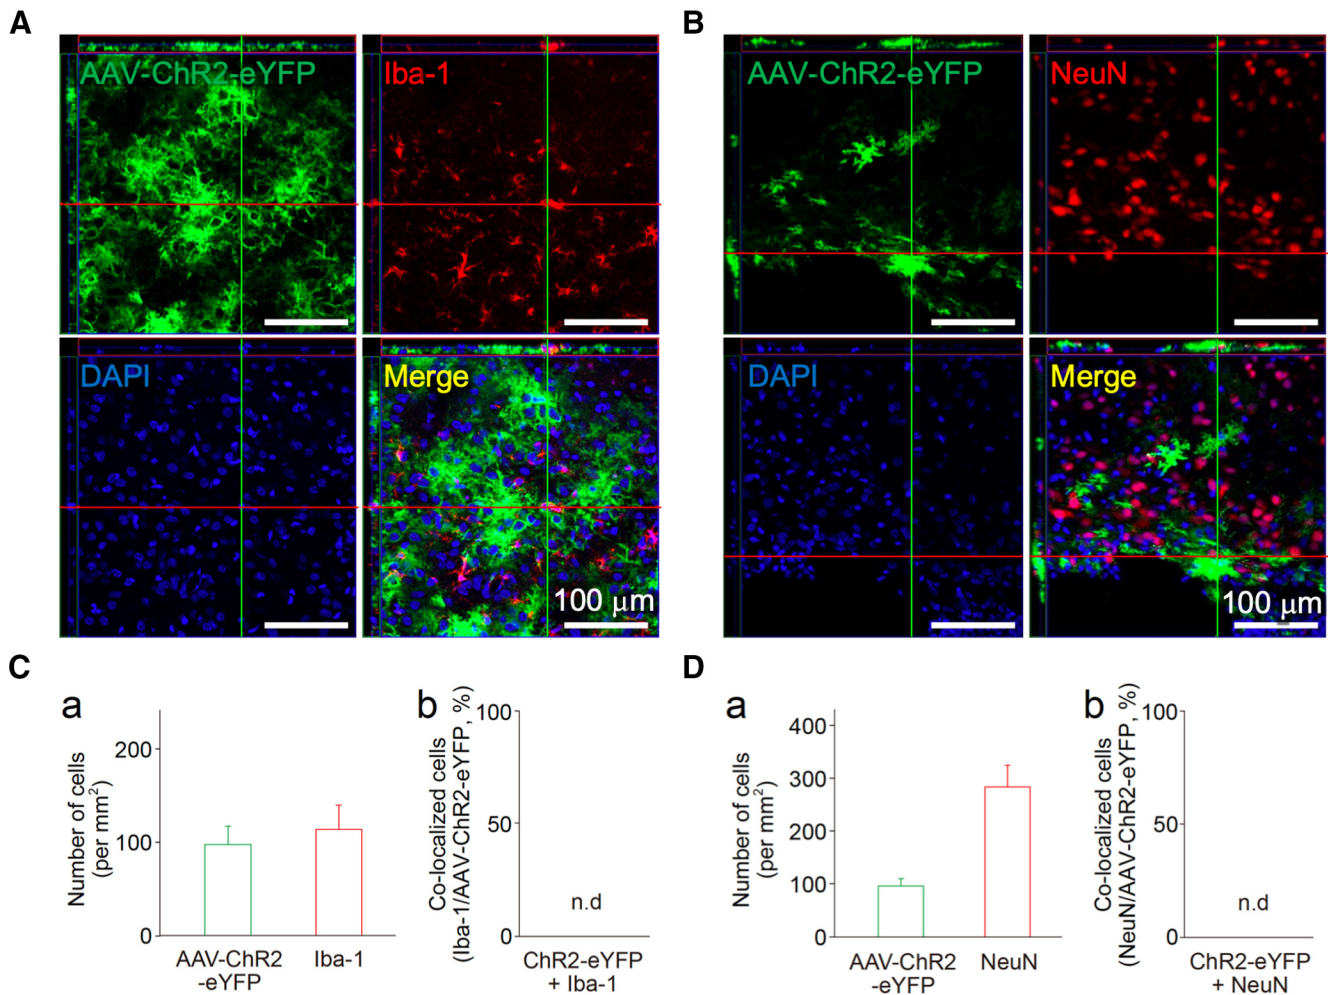 A
B
AAV-ChR2-eYFP
Iba-1
AAV-ChR2-eYFP
NeuN
DAPI
Merge
DAPI
Merge
100 μm
100 μm
C
D
a
b
a
b
Number of cells
(per mm²)
200
100
0
AAV-ChR2
-eYFP
Iba-1
Co-localized cells
(Iba-1/AAV-ChR2-eYFP, %)
100
50
0
n.d
ChR2-eYFP
+ Iba-1
Number of cells
(per mm²)
400
300
200
100
0
AAV-ChR2
-eYFP
NeuN
Co-localized cells
(NeuN/AAV-ChR2-eYFP, %)
100
50
0
n.d
ChR2-eYFP
+ NeuN